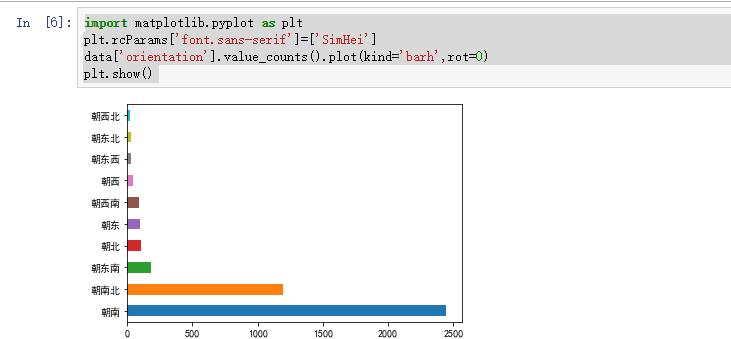 In [6]: import matplotlib.pyplot as plt
plt.rcParams['font.sans-serif']=['SimHei']
data['orientation'].value_counts().plot(kind='barh',rot=0)
plt.show()
朝西北
朝东北
朝东西
朝西
朝西南
朝东
朝北
朝东南
朝南北
朝南
0 500 1000 1500 2000 2500